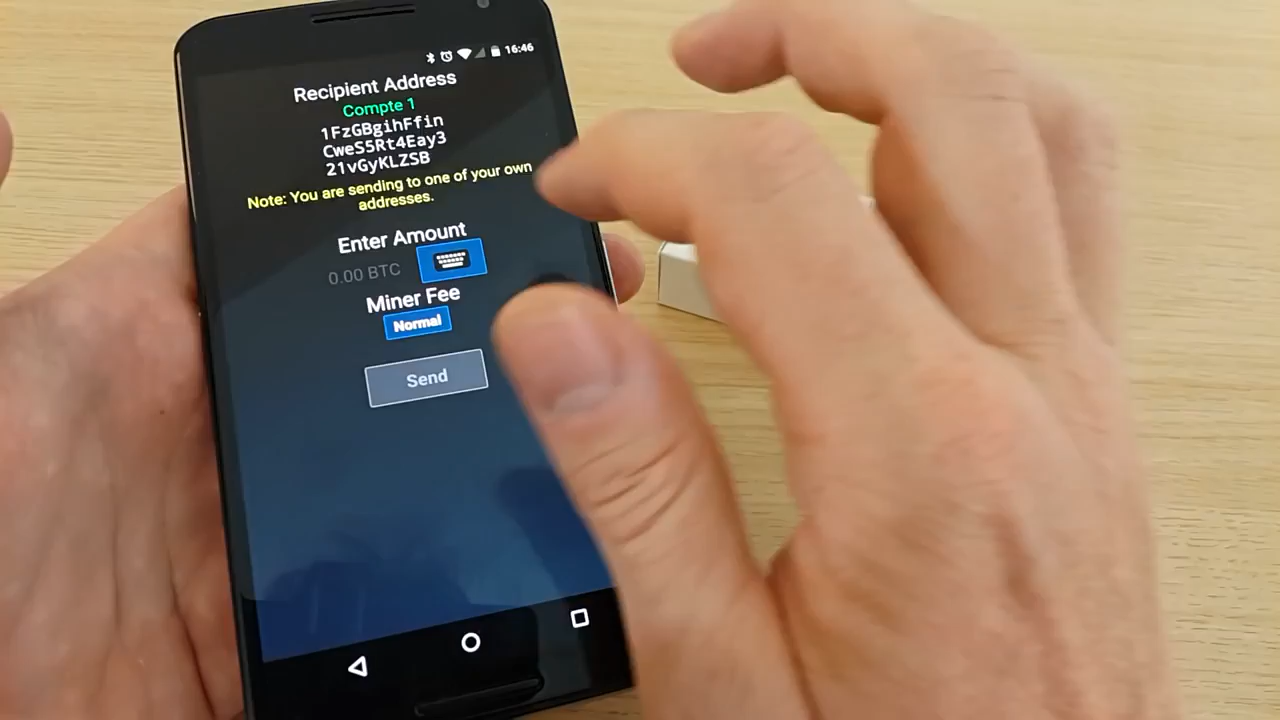 16:46
Recipient Address
Compte 1
1FzGBgihFfin
CweS5Rt4Eay3
21vGyKLZSB
Note: You are sending to one of your own
addresses.
Enter Amount
0.00 BTC
Miner Fee
Normal
Send